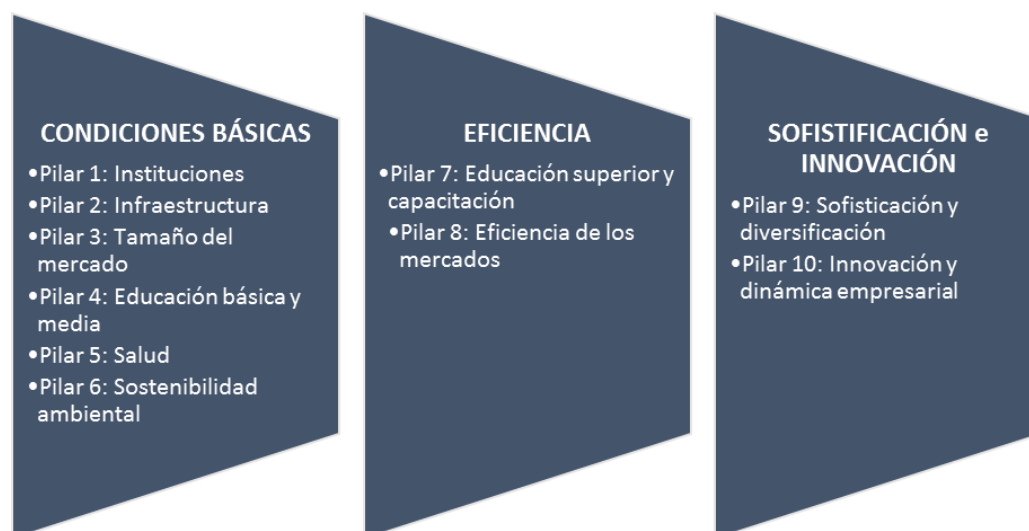 CONDICIONES BÁSICAS
•Pilar 1: Instituciones
•Pilar 2: Infraestructura
•Pilar 3: Tamaño del
mercado
•Pilar 4: Educación básica y
media
•Pilar 5: Salud
•Pilar 6: Sostenibilidad
ambiental
EFICIENCIA
•Pilar 7: Educación superior y
capacitación
•Pilar 8: Eficiencia de los
mercados
SOFISTIFICACIÓN e
INNOVACIÓN
•Pilar 9: Sofisticación y
diversificación
•Pilar 10: Innovación y
dinámica empresarial